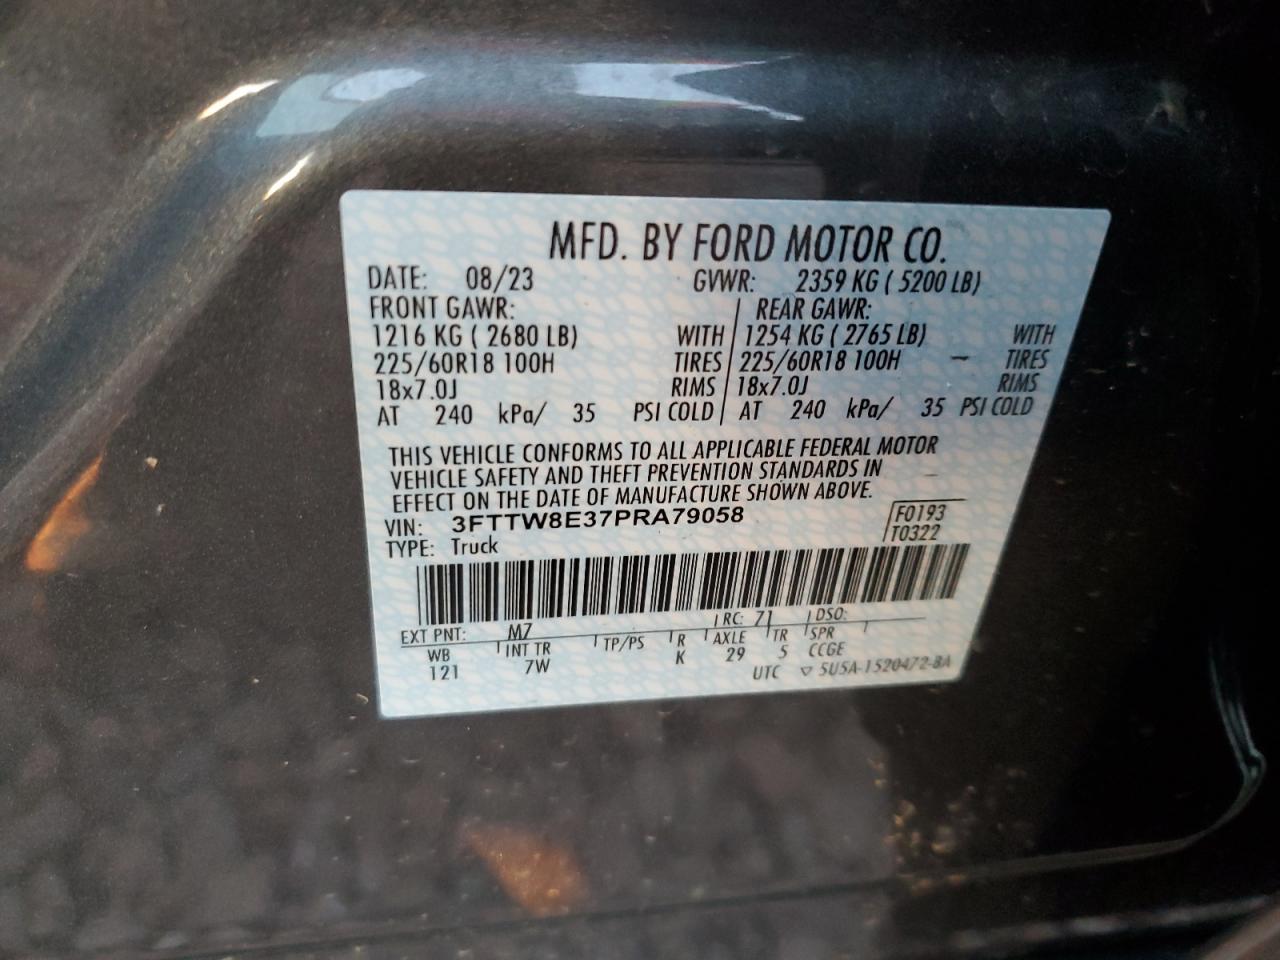 MFD. BY FORD MOTOR CO.
DATE: 08/23 GVWR: 2359 KG ( 5200 LB)
FRONT GAWR: REAR GAWR:
1216 KG ( 2680 LB) WITH 1254 KG ( 2765 LB) WITH
225/60R18 100H TIRES 225/60R18 100H – TIRES
18x7.0J RIMS 18x7.0J RIMS
AT 240 kPa/ 35 PSI COLD AT 240 kPa/ 35 PSI COLD
THIS VEHICLE CONFORMS TO ALL APPLICABLE FEDERAL MOTOR
VEHICLE SAFETY AND THEFT PREVENTION STANDARDS IN
EFFECT ON THE DATE OF MANUFACTURE SHOWN ABOVE.
VIN: 3FTTW8E37PRA79058 F0193
TYPE: Truck T0322
EXT PNT: M7 RC: 71 DSO:
WB INT TR TP/PS R AXLE TR SPR
121 7W K 29 5 CCGE
UTC ▽ 5U5A-1520472-BA